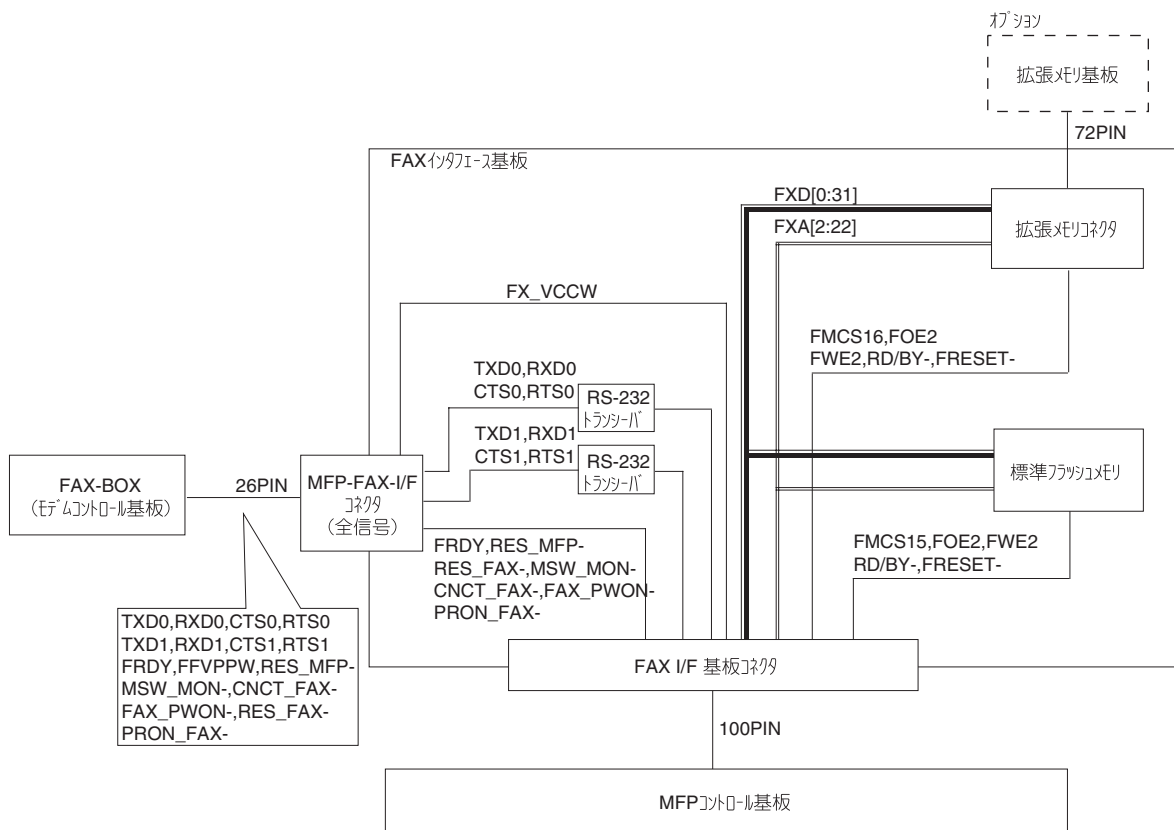 オプション
拡張メモリ基板
72PIN
FAXインタフェース基板
FXD[0:31]
FXA[2:22]
拡張メモリコネクタ
FX_VCCW
FMCS16,FOE2
FWE2,RD/BY-,FRESET-
TXD0,RXD0
CTS0,RTS0
RS-232
トランシーバ
TXD1,RXD1
CTS1,RTS1
RS-232
トランシーバ
FAX-BOX
(モデムコントロール基板)
26PIN
MFP-FAX-I/F
コネクタ
(全信号)
標準フラッシュメモリ
FRDY,RES_MFP-
RES_FAX-,MSW_MON-
CNCT_FAX-,FAX_PWON-
PRON_FAX-
FMCS15,FOE2,FWE2
RD/BY-,FRESET-
TXD0,RXD0,CTS0,RTS0
TXD1,RXD1,CTS1,RTS1
FRDY,FFVPPW,RES_MFP-
MSW_MON-,CNCT_FAX-
FAX_PWON-,RES_FAX-
PRON_FAX-
FAX I/F 基板コネクタ
100PIN
MFPコントロール基板